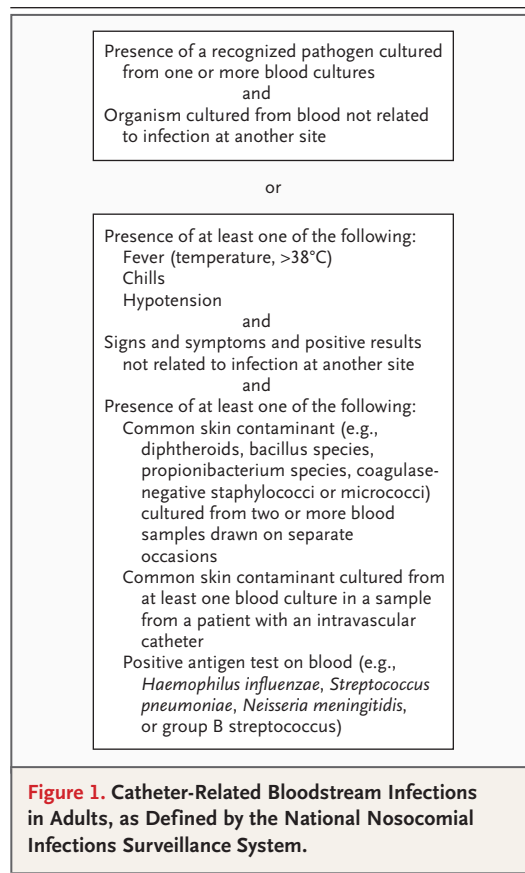 Presence of a recognized pathogen cultured
from one or more blood cultures
and
Organism cultured from blood not related
to infection at another site
or
Presence of at least one of the following:
Fever (temperature, >38°C)
Chills
Hypotension
and
Signs and symptoms and positive results
not related to infection at another site
and
Presence of at least one of the following:
Common skin contaminant (e.g.,
diphtheroids, bacillus species,
propionibacterium species, coagulase-
negative staphylococci or micrococci)
cultured from two or more blood
samples drawn on separate
occasions
Common skin contaminant cultured from
at least one blood culture in a sample
from a patient with an intravascular
catheter
Positive antigen test on blood (e.g.,
Haemophilus influenzae, Streptococcus
pneumoniae, Neisseria meningitidis,
or group B streptococcus)
Figure 1. Catheter-Related Bloodstream Infections
in Adults, as Defined by the National Nosocomial
Infections Surveillance System.